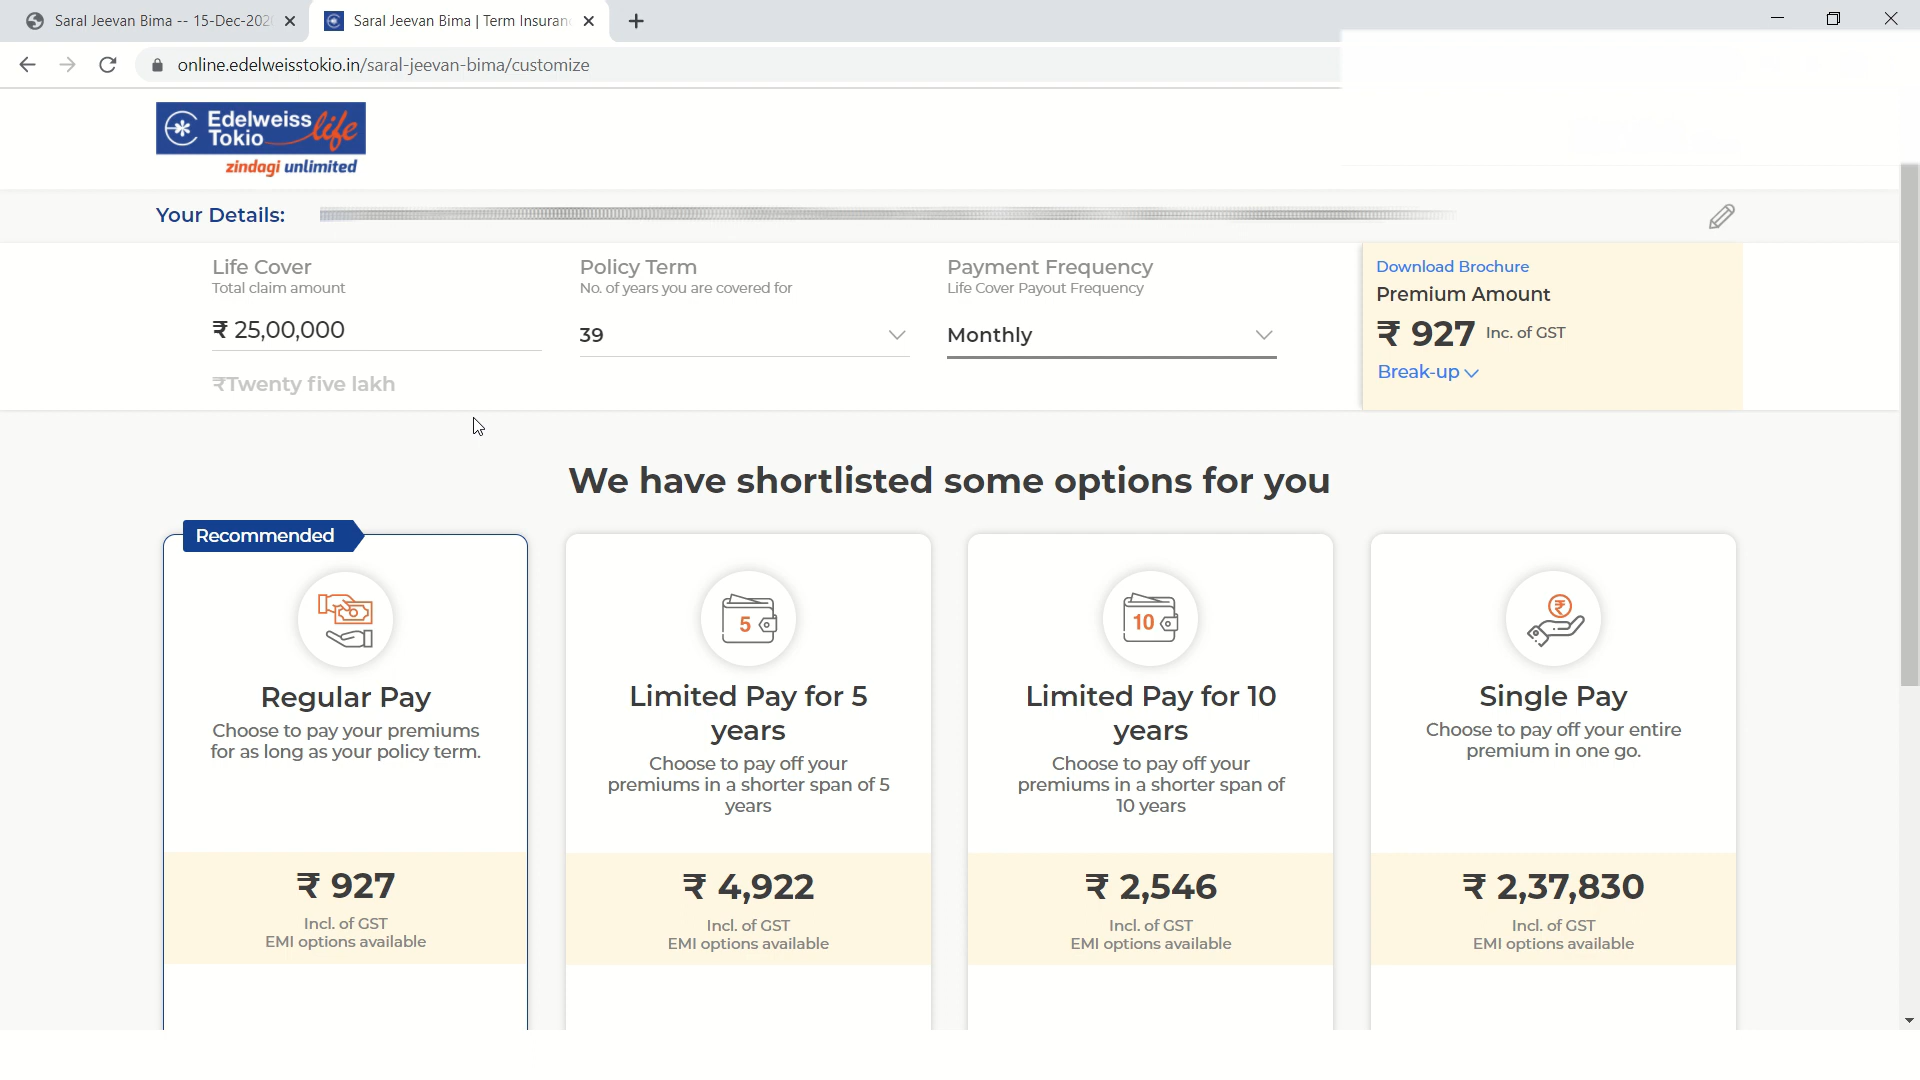 Saral Jeevan Bima -- 15-Dec-202
Saral Jeevan Bima | Term Insuran
online.edelweisstokio.in/saral-jeevan-bima/customize
Edelweiss
Tokio life
zindagi unlimited
Your Details:
Life Cover
Total claim amount
₹ 25,00,000
₹Twenty five lakh
Policy Term
No. of years you are covered for
39
Payment Frequency
Life Cover Payout Frequency
Monthly
Download Brochure
Premium Amount
₹ 927 Inc. of GST
Break-up
We have shortlisted some options for you
Recommended
Regular Pay
Choose to pay your premiums
for as long as your policy term.
₹ 927
Incl. of GST
EMI options available
5
Limited Pay for 5
years
Choose to pay off your
premiums in a shorter span of 5
years
₹ 4,922
Incl. of GST
EMI options available
10
Limited Pay for 10
years
Choose to pay off your
premiums in a shorter span of
10 years
₹ 2,546
Incl. of GST
EMI options available
₹
Single Pay
Choose to pay off your entire
premium in one go.
₹ 2,37,830
Incl. of GST
EMI options available